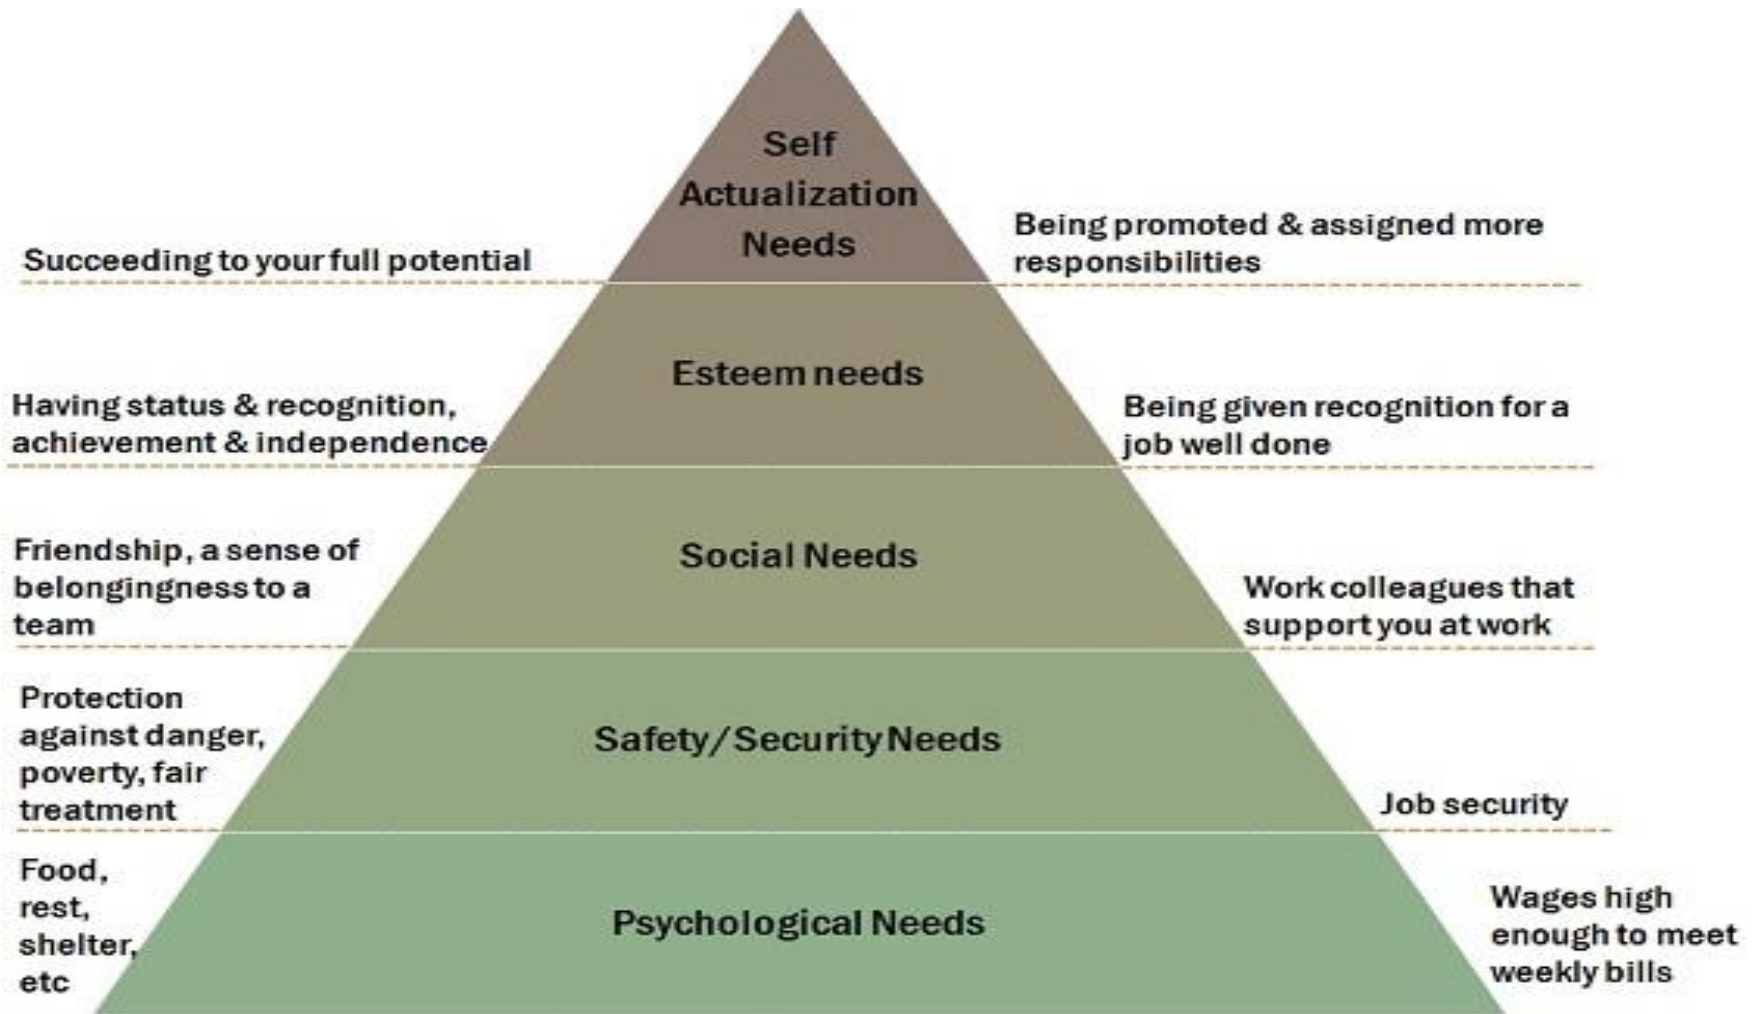 Self
Actualization
Needs
Succeeding to your full potential
Being promoted & assigned more
responsibilities
Esteem needs
Having status & recognition,
achievement & independence
Being given recognition for a
job well done
Social Needs
Friendship, a sense of
belongingness to a
team
Work colleagues that
support you at work
Safety/Security Needs
Protection
against danger,
poverty, fair
treatment
Job security
Psychological Needs
Food,
rest,
shelter,
etc
Wages high
enough to meet
weekly bills